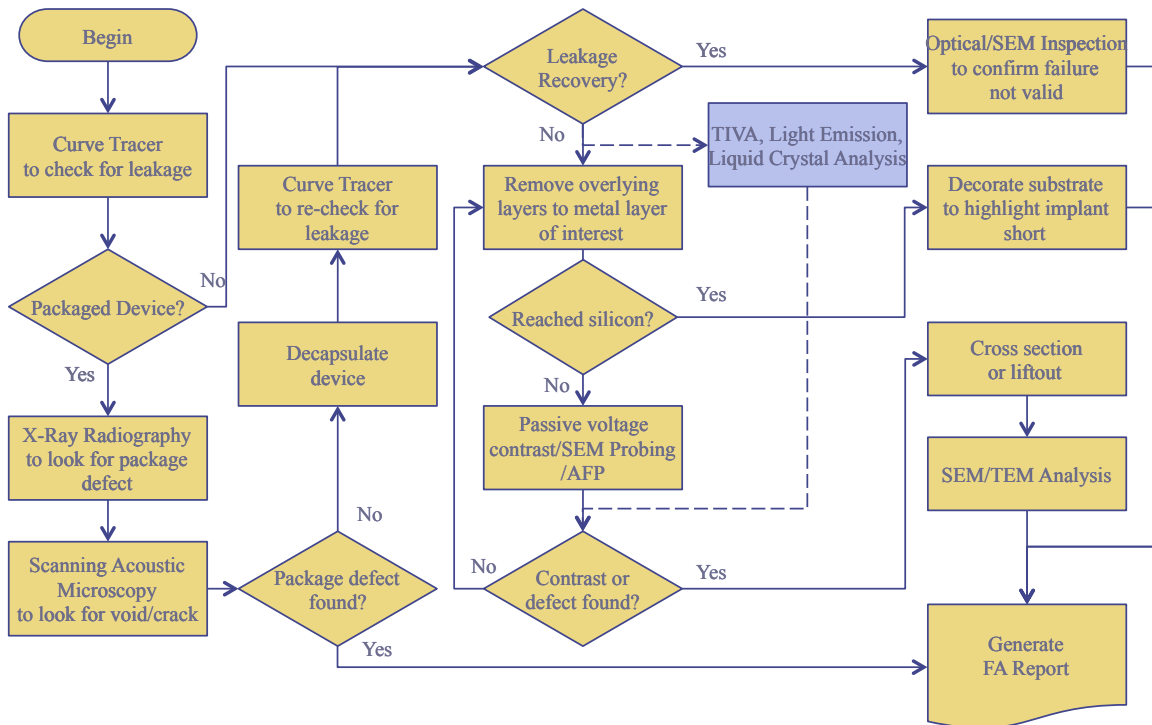 Begin
Curve Tracer
to check for leakage
Packaged Device?
No
Yes
X-Ray Radiography
to look for package
defect
Scanning Acoustic
Microscopy
to look for void/crack
Package defect
found?
No
Yes
Decapsulate
device
Curve Tracer
to re-check for
leakage
Leakage
Recovery?
Yes
No
Optical/SEM Inspection
to confirm failure
not valid
TIVA, Light Emission,
Liquid Crystal Analysis
Remove overlying
layers to metal layer
of interest
Decorate substrate
to highlight implant
short
Reached silicon?
Yes
No
Passive voltage
contrast/SEM Probing
/AFP
Contrast or
defect found?
No
Yes
Cross section
or liftout
SEM/TEM Analysis
Generate
FA Report